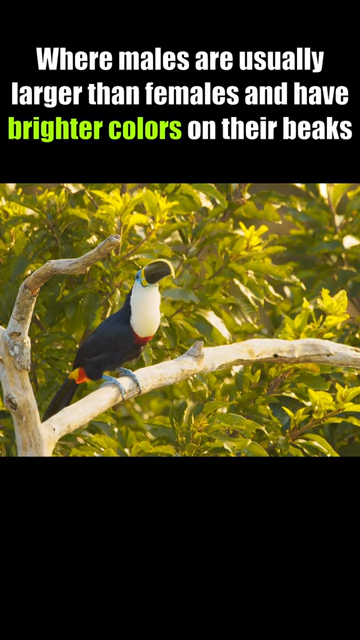 Where males are usually
larger than females and have
brighter colors on their beaks